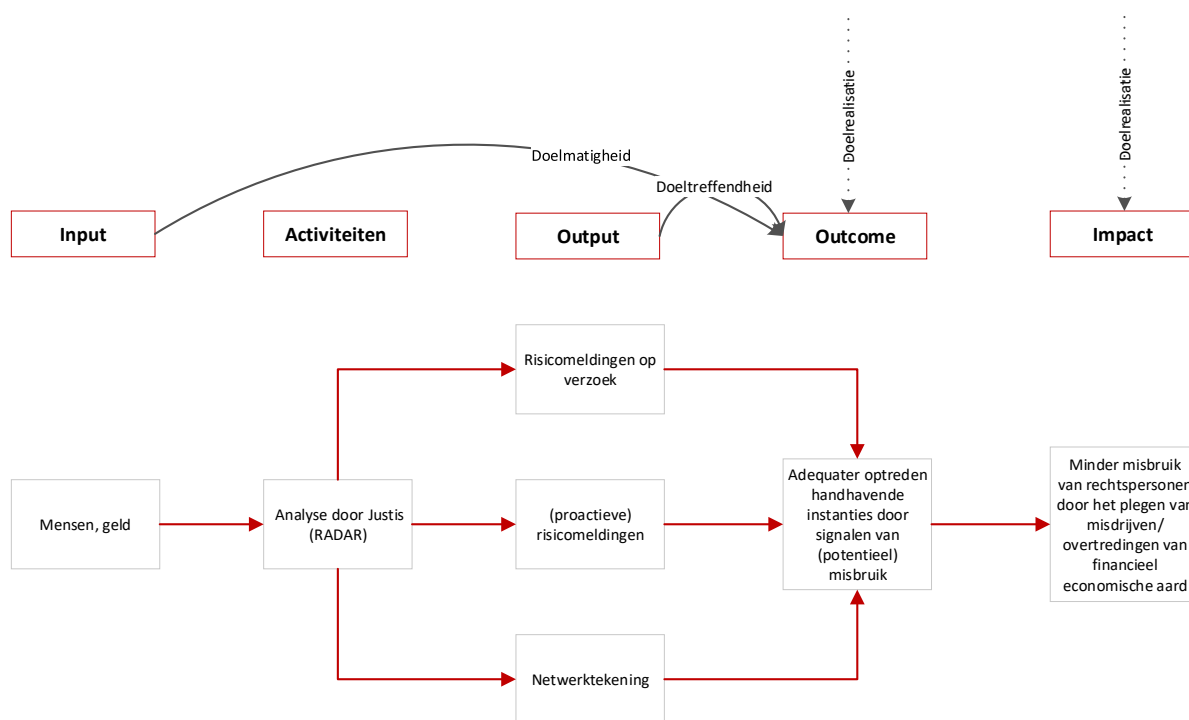 Doelrealisatie
Doelrealisatie
Doelmatigheid
Doeltreffendheid
Input
Activiteiten
Output
Outcome
Impact
Risicomeldingen op
verzoek
Mensen, geld
Analyse door Justis
(RADAR)
(proactieve)
risicomeldingen
Adequater optreden
handhavende
instanties door
signalen van
(potentieel)
misbruik
Minder misbruik
van rechtspersonen
door het plegen van
misdrijven/
overtredingen van
financieel
economische aard
Netwerktekening